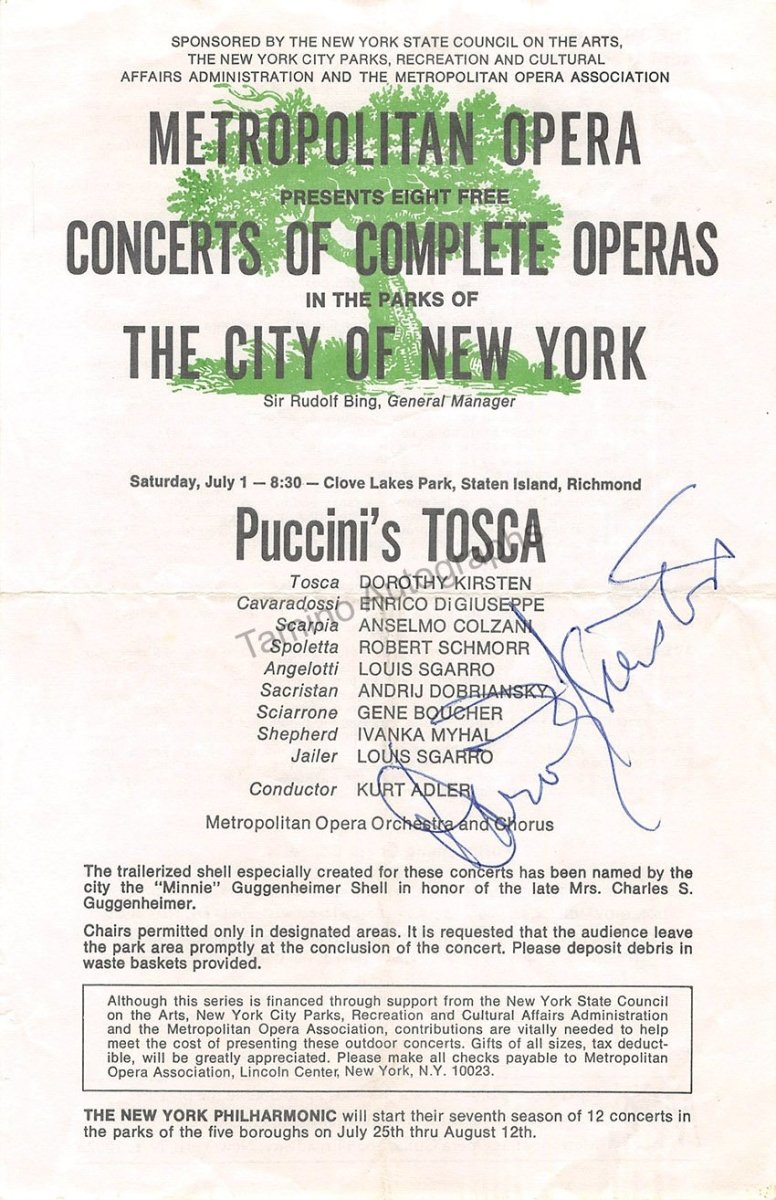 SPONSORED BY THE NEW YORK STATE COUNCIL ON THE ARTS,
THE NEW YORK CITY PARKS, RECREATION AND CULTURAL
AFFAIRS ADMINISTRATION AND THE METROPOLITAN OPERA ASSOCIATION
METROPOLITAN OPERA
PRESENTS EIGHT FREE
CONCERTS OF COMPLETE OPERAS
IN THE PARKS OF
THE CITY OF NEW YORK
Sir Rudolf Bing, General Manager
Saturday, July 1 — 8:30 — Clove Lakes Park, Staten Island, Richmond
Puccini's TOSCA
Tosca DOROTHY KIRSTEN
Cavaradossi ENRICO DiGIUSEPPE
Scarpia ANSELMO COLZANI
Spoletta ROBERT SCHMORR
Angelotti LOUIS SGARRO
Sacristan ANDRIJ DOBRIANSKY
Sciarrone GENE BOUCHER
Shepherd IVANKA MYHAL
Jailer LOUIS SGARRO
Conductor KURT ADLER
Metropolitan Opera Orchestra and Chorus
Dorothy Kirsten
Tamino Autographs
The trailerized shell especially created for these concerts has been named by the
city the "Minnie" Guggenheimer Shell in honor of the late Mrs. Charles S.
Guggenheimer.
Chairs permitted only in designated areas. It is requested that the audience leave
the park area promptly at the conclusion of the concert. Please deposit debris in
waste baskets provided.
Although this series is financed through support from the New York State Council
on the Arts, New York City Parks, Recreation and Cultural Affairs Administration
and the Metropolitan Opera Association, contributions are vitally needed to help
meet the cost of presenting these outdoor concerts. Gifts of all sizes, tax deduct-
ible, will be greatly appreciated. Please make all checks payable to Metropolitan
Opera Association, Lincoln Center, New York, N.Y. 10023.
THE NEW YORK PHILHARMONIC will start their seventh season of 12 concerts in
the parks of the five boroughs on July 25th thru August 12th.